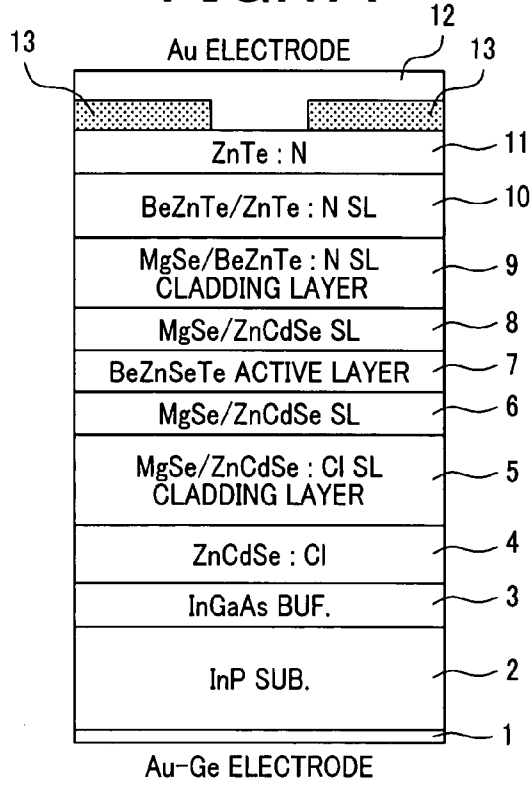 12
13
Au ELECTRODE
13
ZnTe : N
11
BeZnTe/ZnTe : N SL
10
MgSe/BeZnTe : N SL
CLADDING LAYER
9
MgSe/ZnCdSe SL
8
BeZnSeTe ACTIVE LAYER
7
MgSe/ZnCdSe SL
6
MgSe/ZnCdSe : Cl SL
CLADDING LAYER
5
ZnCdSe : Cl
4
InGaAs BUF.
3
InP SUB.
2
1
Au-Ge ELECTRODE